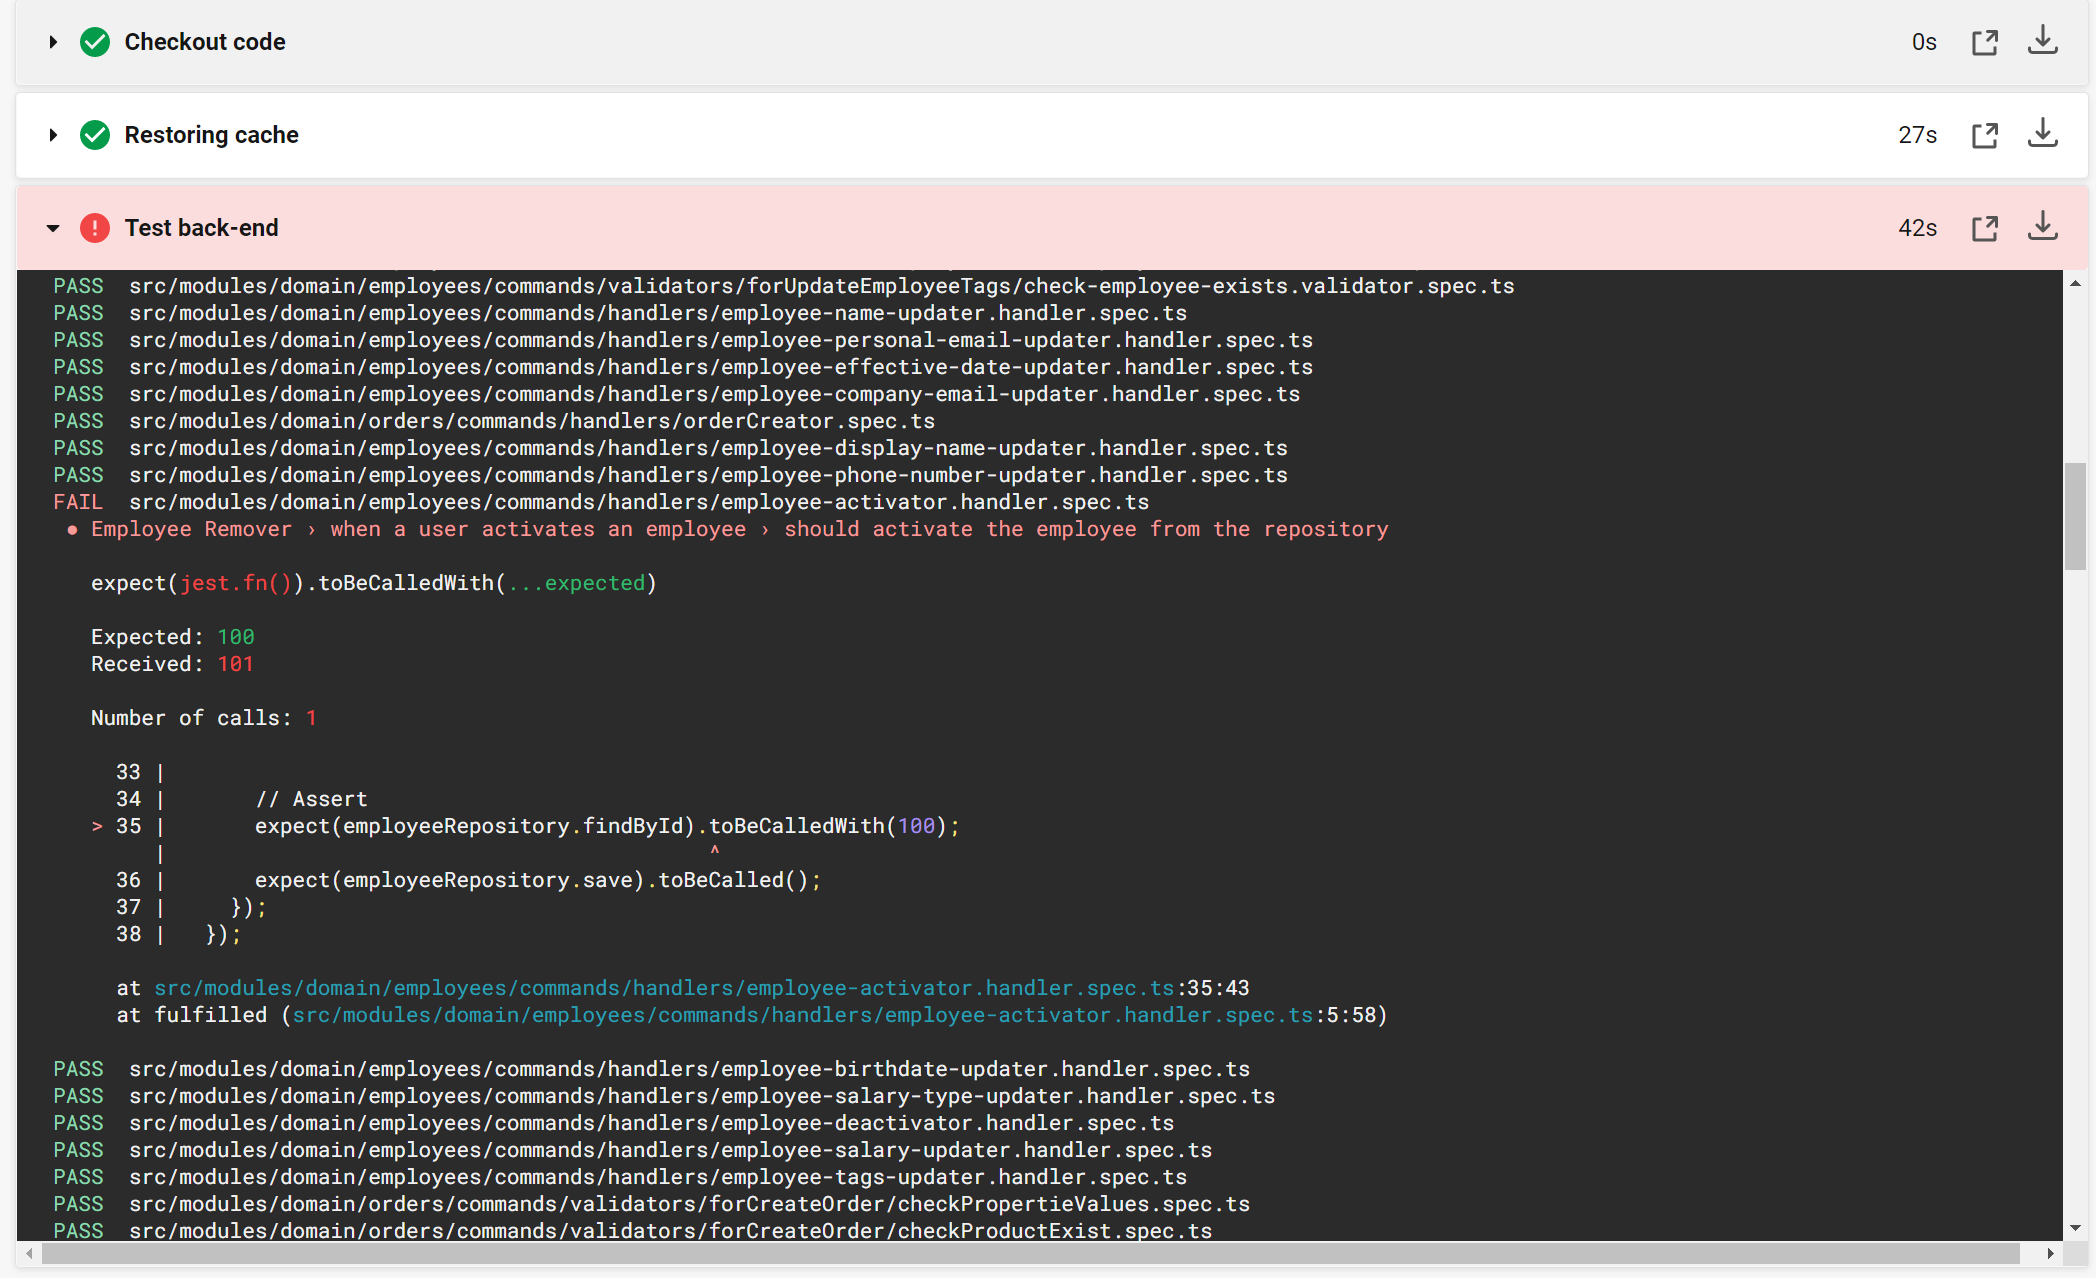 Checkout code 0s
Restoring cache 27s
Test back-end 42s
PASS src/modules/domain/employees/commands/validators/forUpdateEmployeeTags/check-employee-exists.validator.spec.ts
PASS src/modules/domain/employees/commands/handlers/employee-name-updater.handler.spec.ts
PASS src/modules/domain/employees/commands/handlers/employee-personal-email-updater.handler.spec.ts
PASS src/modules/domain/employees/commands/handlers/employee-effective-date-updater.handler.spec.ts
PASS src/modules/domain/employees/commands/handlers/employee-company-email-updater.handler.spec.ts
PASS src/modules/domain/orders/commands/handlers/orderCreator.spec.ts
PASS src/modules/domain/employees/commands/handlers/employee-display-name-updater.handler.spec.ts
PASS src/modules/domain/employees/commands/handlers/employee-phone-number-updater.handler.spec.ts
FAIL src/modules/domain/employees/commands/handlers/employee-activator.handler.spec.ts
● Employee Remover › when a user activates an employee › should activate the employee from the repository
expect(jest.fn()).toBeCalledWith(...expected)
Expected: 100
Received: 101
Number of calls: 1
33 |
34 | // Assert
> 35 | expect(employeeRepository.findById).toBeCalledWith(100);
| ^
36 | expect(employeeRepository.save).toBeCalled();
37 | });
38 | });
at src/modules/domain/employees/commands/handlers/employee-activator.handler.spec.ts:35:43
at fulfilled (src/modules/domain/employees/commands/handlers/employee-activator.handler.spec.ts:5:58)
PASS src/modules/domain/employees/commands/handlers/employee-birthdate-updater.handler.spec.ts
PASS src/modules/domain/employees/commands/handlers/employee-salary-type-updater.handler.spec.ts
PASS src/modules/domain/employees/commands/handlers/employee-deactivator.handler.spec.ts
PASS src/modules/domain/employees/commands/handlers/employee-salary-updater.handler.spec.ts
PASS src/modules/domain/employees/commands/handlers/employee-tags-updater.handler.spec.ts
PASS src/modules/domain/orders/commands/validators/forCreateOrder/checkPropertieValues.spec.ts
PASS src/modules/domain/orders/commands/validators/forCreateOrder/checkProductExist.spec.ts